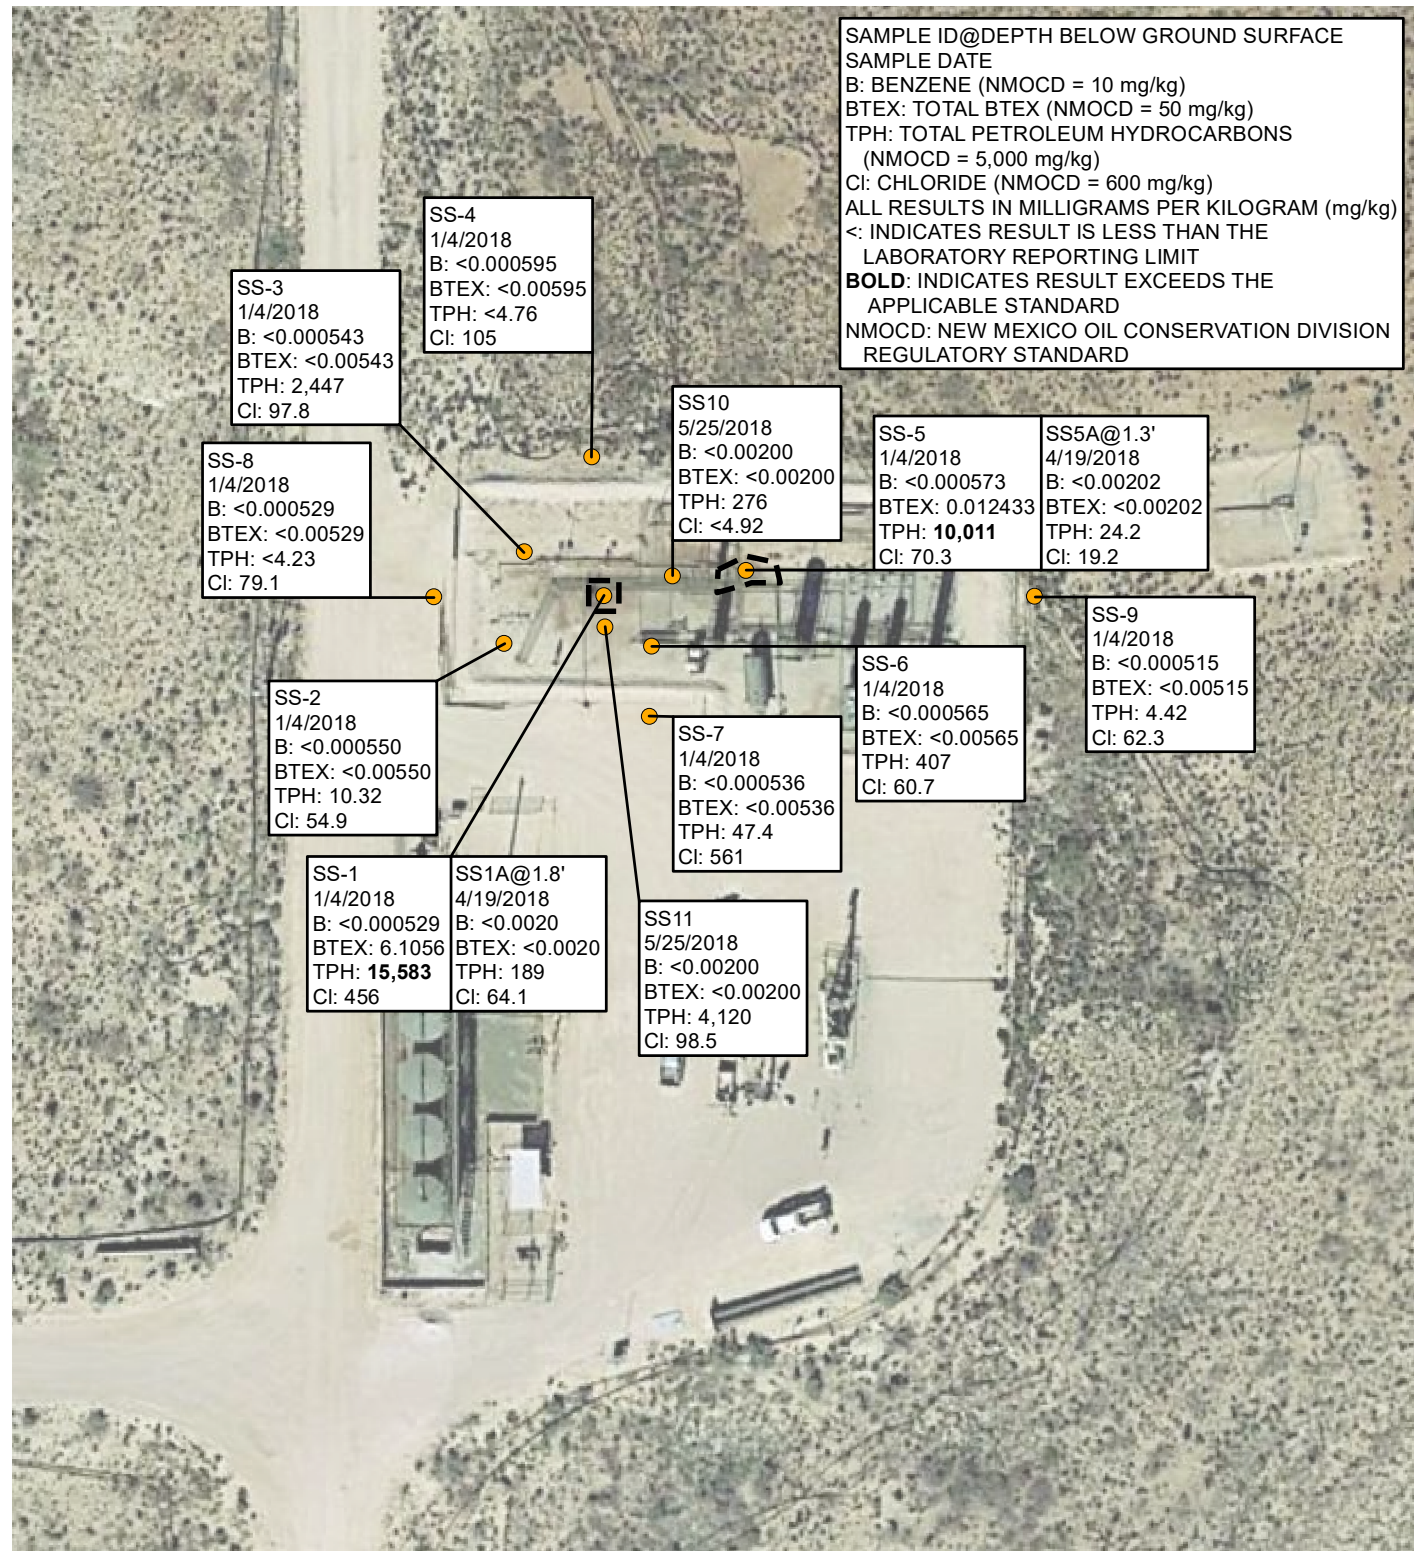 SAMPLE ID@DEPTH BELOW GROUND SURFACE
SAMPLE DATE
B: BENZENE (NMOCD = 10 mg/kg)
BTEX: TOTAL BTEX (NMOCD = 50 mg/kg)
TPH: TOTAL PETROLEUM HYDROCARBONS
(NMOCD = 5,000 mg/kg)
Cl: CHLORIDE (NMOCD = 600 mg/kg)
ALL RESULTS IN MILLIGRAMS PER KILOGRAM (mg/kg)
<: INDICATES RESULT IS LESS THAN THE
LABORATORY REPORTING LIMIT
BOLD: INDICATES RESULT EXCEEDS THE
APPLICABLE STANDARD
NMOCD: NEW MEXICO OIL CONSERVATION DIVISION
REGULATORY STANDARD
SS-4
1/4/2018
B: <0.000595
BTEX: <0.00595
TPH: <4.76
Cl: 105
SS-3
1/4/2018
B: <0.000543
BTEX: <0.00543
TPH: 2,447
Cl: 97.8
SS10
5/25/2018
B: <0.00200
BTEX: <0.00200
TPH: 276
Cl: <4.92
SS-5
1/4/2018
B: <0.000573
BTEX: 0.012433
TPH: 10,011
Cl: 70.3
SS5A@1.3'
4/19/2018
B: <0.00202
BTEX: <0.00202
TPH: 24.2
Cl: 19.2
SS-8
1/4/2018
B: <0.000529
BTEX: <0.00529
TPH: <4.23
Cl: 79.1
SS-9
1/4/2018
B: <0.000515
BTEX: <0.00515
TPH: 4.42
Cl: 62.3
SS-6
1/4/2018
B: <0.000565
BTEX: <0.00565
TPH: 407
Cl: 60.7
SS-2
1/4/2018
B: <0.000550
BTEX: <0.00550
TPH: 10.32
Cl: 54.9
SS-7
1/4/2018
B: <0.000536
BTEX: <0.00536
TPH: 47.4
Cl: 561
SS-1
1/4/2018
B: <0.000529
BTEX: 6.1056
TPH: 15,583
Cl: 456
SS1A@1.8'
4/19/2018
B: <0.0020
BTEX: <0.0020
TPH: 189
Cl: 64.1
SS11
5/25/2018
B: <0.00200
BTEX: <0.00200
TPH: 4,120
Cl: 98.5